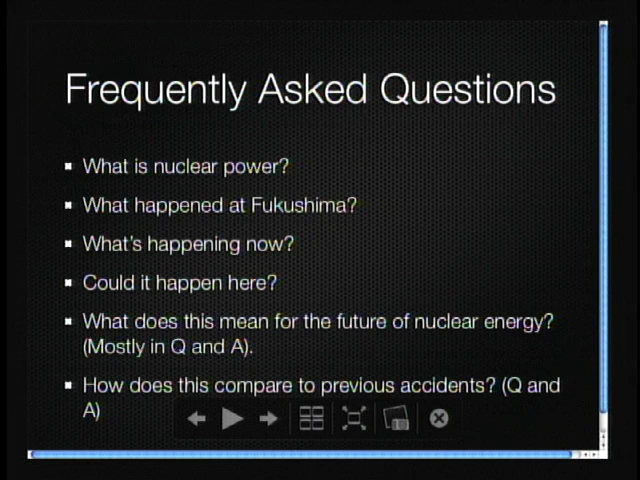 Frequently Asked Questions
What is nuclear power?
What happened at Fukushima?
What's happening now?
Could it happen here?
What does this mean for the future of nuclear energy?
(Mostly in Q and A).
How does this compare to previous accidents? (Q and
A)